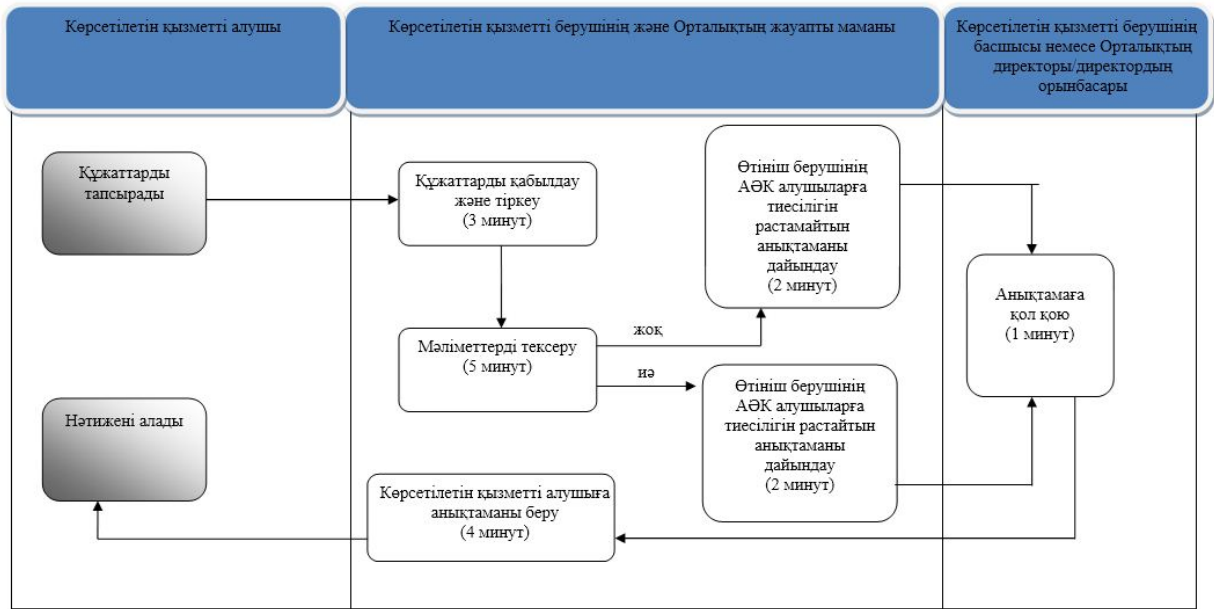 Көрсетілетін қызметті алушы
Көрсетілетін қызметті берушінің және Орталықтың жауапты маманы
Көрсетілетін қызметті берушінің
басшысы немесе Орталықтың
директоры/директордың
орынбасары
Құжаттарды
тапсырады
Құжаттарды қабылдау
және тіркеу
(3 минут)
Өтініш берушінің
АӘК алушыларға
тиесілігін
растамайтын
анықтаманы
дайындау
(2 минут)
Анықтамаға
қол қою
(1 минут)
Мәліметтерді тексеру
(5 минут)
жоқ
иә
Өтініш берушінің
АӘК алушыларға
тиесілігін растайтын
анықтаманы
дайындау
(2 минут)
Нәтижені алады
Көрсетілетін қызметті алушыға
анықтаманы беру
(4 минут)